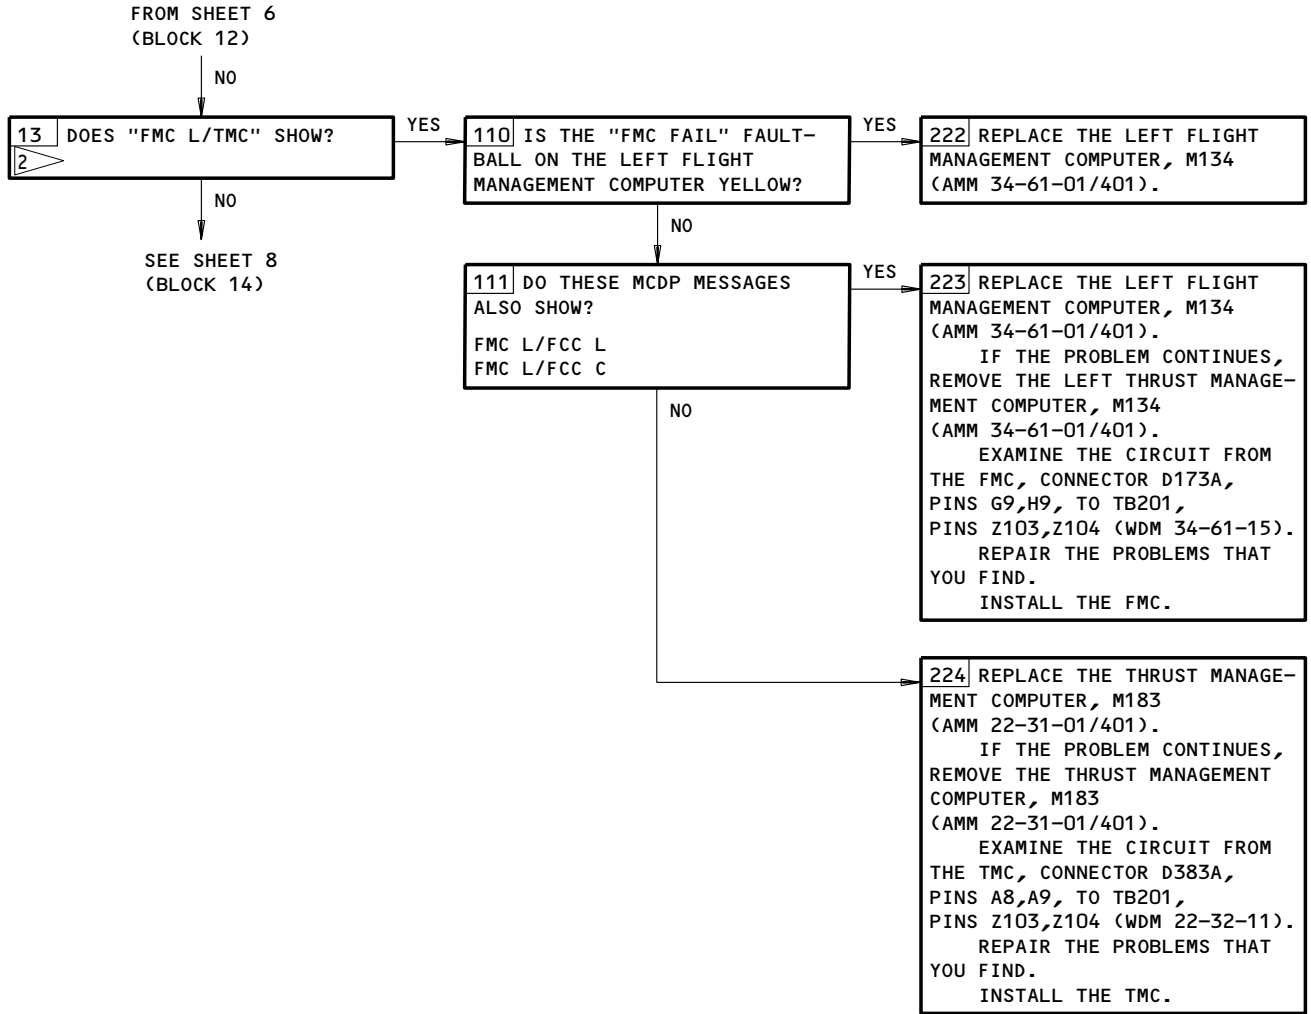 FROM SHEET 6
(BLOCK 12)
NO
13 DOES "FMC L/TMC" SHOW?
2
YES
NO
SEE SHEET 8
(BLOCK 14)
110 IS THE "FMC FAIL" FAULT-
BALL ON THE LEFT FLIGHT
MANAGEMENT COMPUTER YELLOW?
YES
NO
222 REPLACE THE LEFT FLIGHT
MANAGEMENT COMPUTER, M134
(AMM 34-61-01/401).
111 DO THESE MCDP MESSAGES
ALSO SHOW?
FMC L/FCC L
FMC L/FCC C
YES
NO
223 REPLACE THE LEFT FLIGHT
MANAGEMENT COMPUTER, M134
(AMM 34-61-01/401).
IF THE PROBLEM CONTINUES,
REMOVE THE LEFT THRUST MANAGE-
MENT COMPUTER, M134
(AMM 34-61-01/401).
EXAMINE THE CIRCUIT FROM
THE FMC, CONNECTOR D173A,
PINS G9,H9, TO TB201,
PINS Z103,Z104 (WDM 34-61-15).
REPAIR THE PROBLEMS THAT
YOU FIND.
INSTALL THE FMC.
224 REPLACE THE THRUST MANAGE-
MENT COMPUTER, M183
(AMM 22-31-01/401).
IF THE PROBLEM CONTINUES,
REMOVE THE THRUST MANAGEMENT
COMPUTER, M183
(AMM 22-31-01/401).
EXAMINE THE CIRCUIT FROM
THE TMC, CONNECTOR D383A,
PINS A8,A9, TO TB201,
PINS Z103,Z104 (WDM 22-32-11).
REPAIR THE PROBLEMS THAT
YOU FIND.
INSTALL THE TMC.